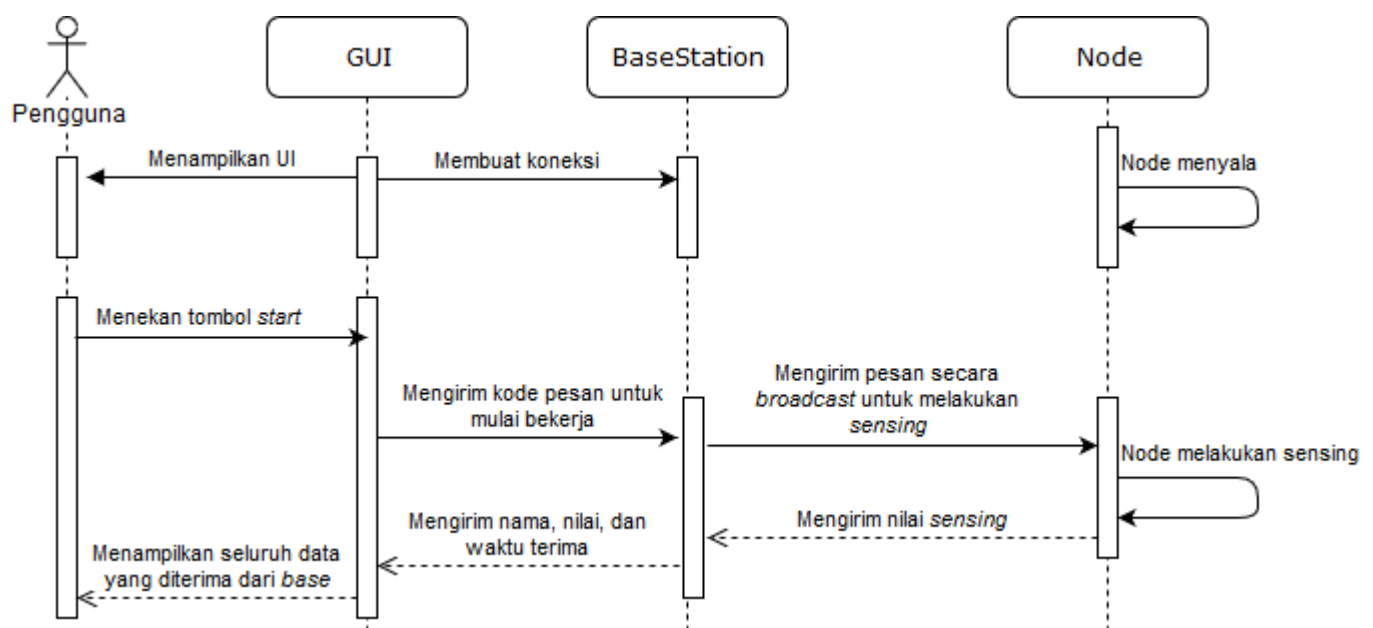 GUI
BaseStation
Node
Pengguna
Menampilkan UI
Membuat koneksi
Node menyala
Menekan tombol start
Mengirim kode pesan untuk
mulai bekerja
Mengirim pesan secara
broadcast untuk melakukan
sensing
Node melakukan sensing
Mengirim nilai sensing
Mengirim nama, nilai, dan
waktu terima
Menampilkan seluruh data
yang diterima dari base